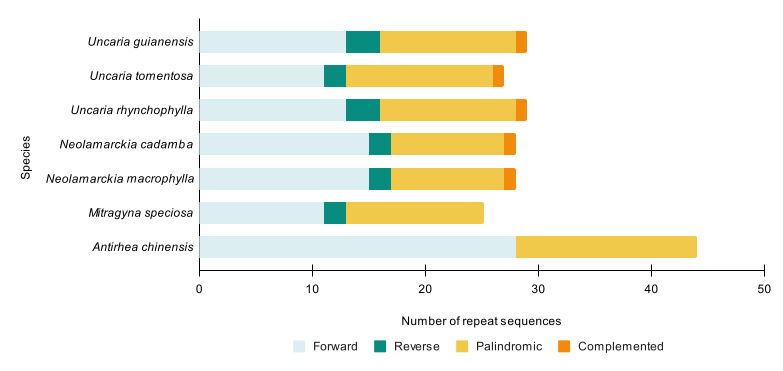 Uncaria guianensis
Uncaria tomentosa
Uncaria rhynchophylla
Neolamarckia cadamba
Neolamarckia macrophylla
Mitragyna speciosa
Antirhea chinensis
Species
0 10 20 30 40 50
Number of repeat sequences
Forward Reverse Palindromic Complemented